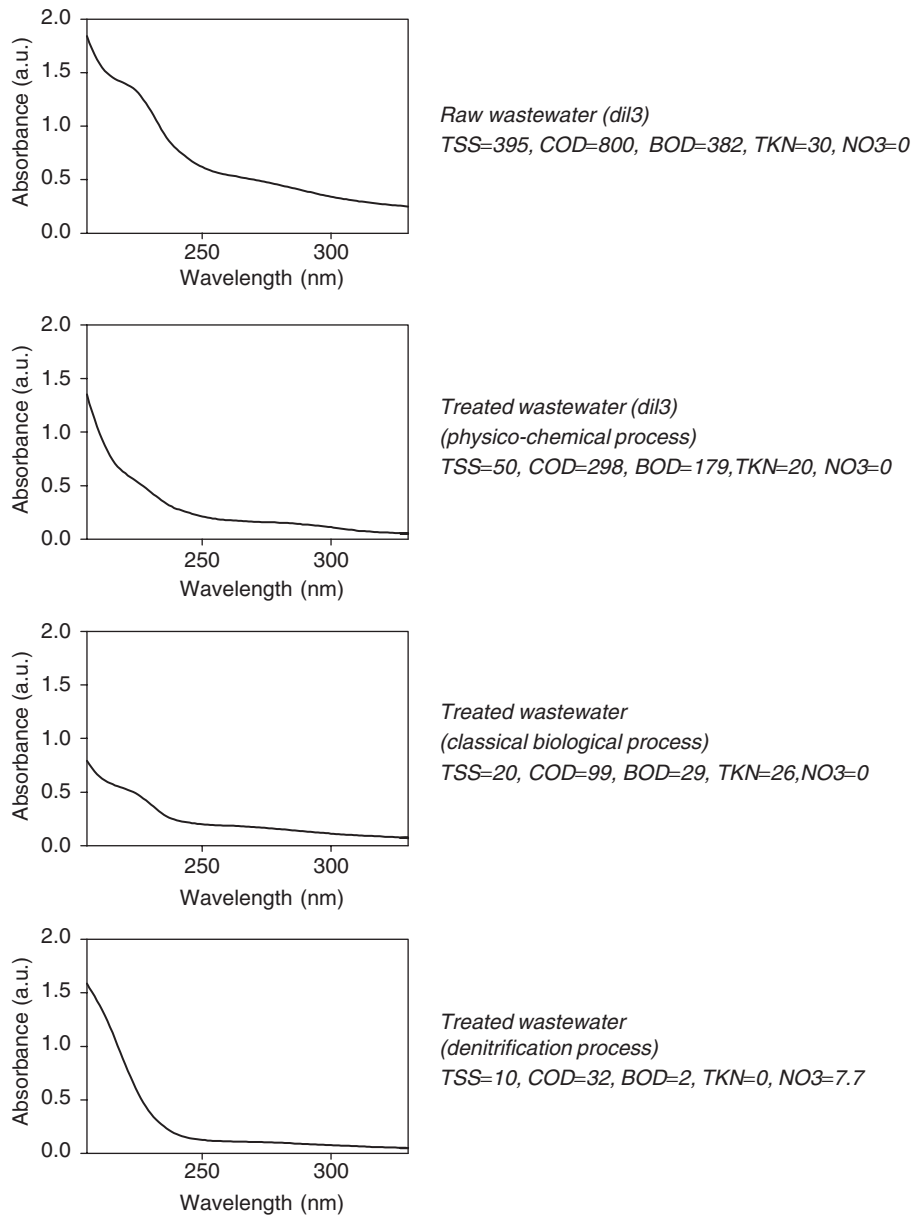 2.0
1.5
1.0
0.5
0.0
Absorbance (a.u.)
250
300
Wavelength (nm)
Raw wastewater (dil3)
TSS=395, COD=800, BOD=382, TKN=30, NO3=0
2.0
1.5
1.0
0.5
0.0
Absorbance (a.u.)
250
300
Wavelength (nm)
Treated wastewater (dil3)
(physico-chemical process)
TSS=50, COD=298, BOD=179,TKN=20, NO3=0
2.0
1.5
1.0
0.5
0.0
Absorbance (a.u.)
250
300
Wavelength (nm)
Treated wastewater
(classical biological process)
TSS=20, COD=99, BOD=29, TKN=26,NO3=0
2.0
1.5
1.0
0.5
0.0
Absorbance (a.u.)
250
300
Wavelength (nm)
Treated wastewater
(denitrification process)
TSS=10, COD=32, BOD=2, TKN=0, NO3=7.7